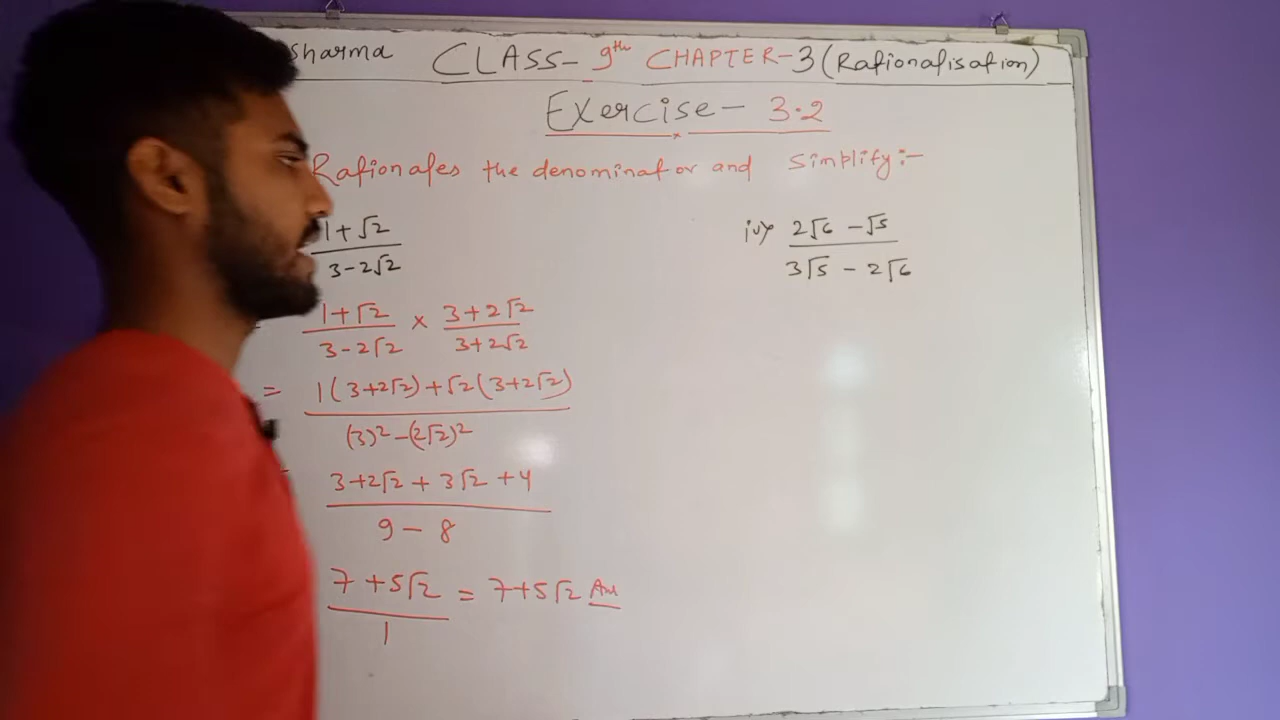 sharma CLASS- 9th CHAPTER-3 (Rationalisation)
Exercise- 3.2
Rationales the denominator and Simplify:-
1+√2 / 3-2√2
iv) 2√6 -√5 / 3√5 - 2√6
1+√2 / 3-2√2 × 3+2√2 / 3+2√2
= 1(3+2√2)+√2(3+2√2) / (3)²-(2√2)²
= 3+2√2+3√2+4 / 9-8
7+5√2 / 1 = 7+5√2 Ans